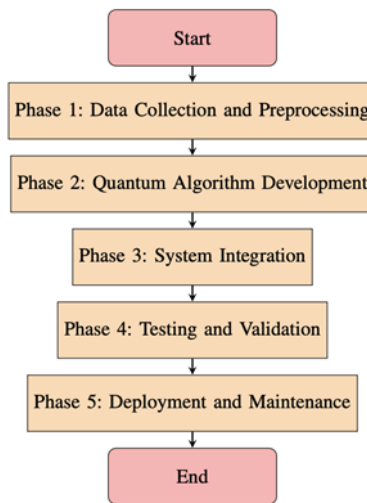 Start
Phase 1: Data Collection and Preprocessing
Phase 2: Quantum Algorithm Development
Phase 3: System Integration
Phase 4: Testing and Validation
Phase 5: Deployment and Maintenance
End